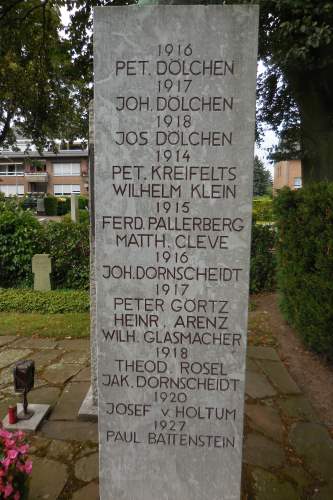 1916
PET. DÖLCHEN
1917
JOH. DÖLCHEN
1918
JOS DÖLCHEN
1914
PET. KREIFELTS
WILHELM KLEIN
1915
FERD. PALLERBERG
MATTH. CLEVE
1916
JOH. DORNSCHEIDT
1917
PETER GÖRTZ
HEINR. ARENZ
WILH. GLASMACHER
1918
THEOD. ROSEL
JAK. DORNSCHEIDT
1920
JOSEF v. HOLTUM
1927
PAUL BATTENSTEIN